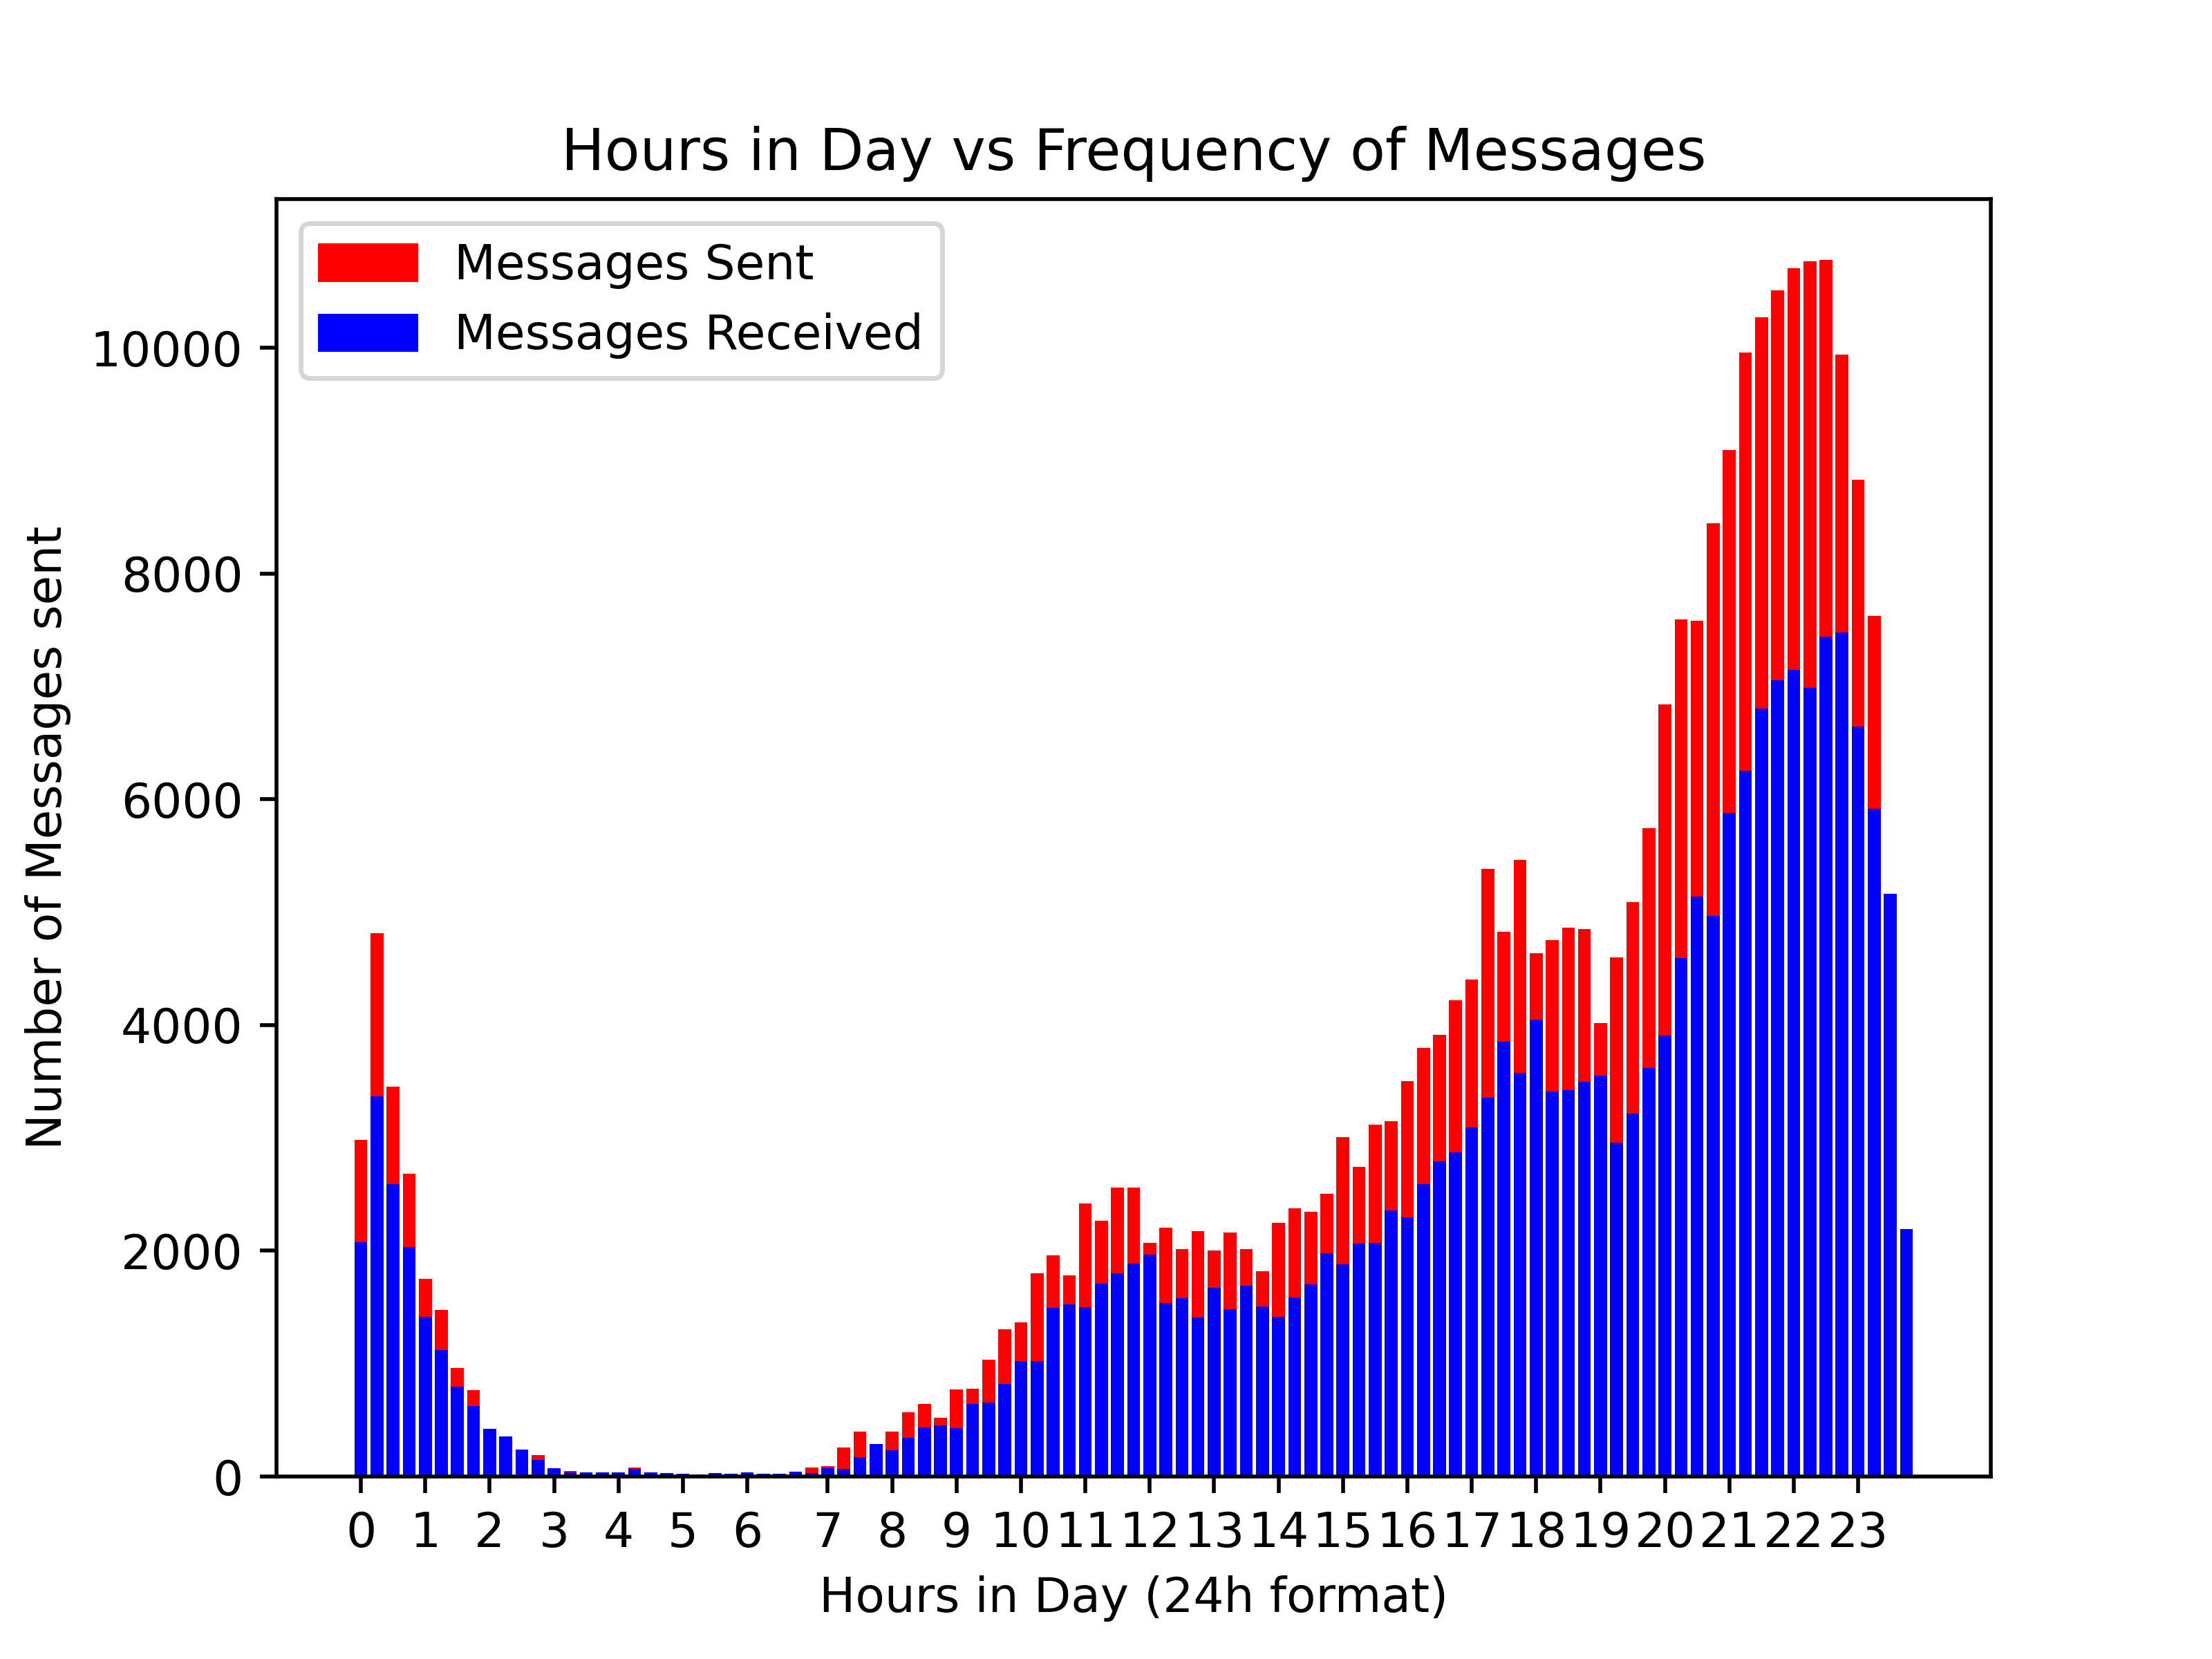 Hours in Day vs Frequency of Messages
Messages Sent
Messages Received
Number of Messages sent
10000
8000
6000
4000
2000
0
0 1 2 3 4 5 6 7 8 9 10 11 12 13 14 15 16 17 18 19 20 21 22 23
Hours in Day (24h format)